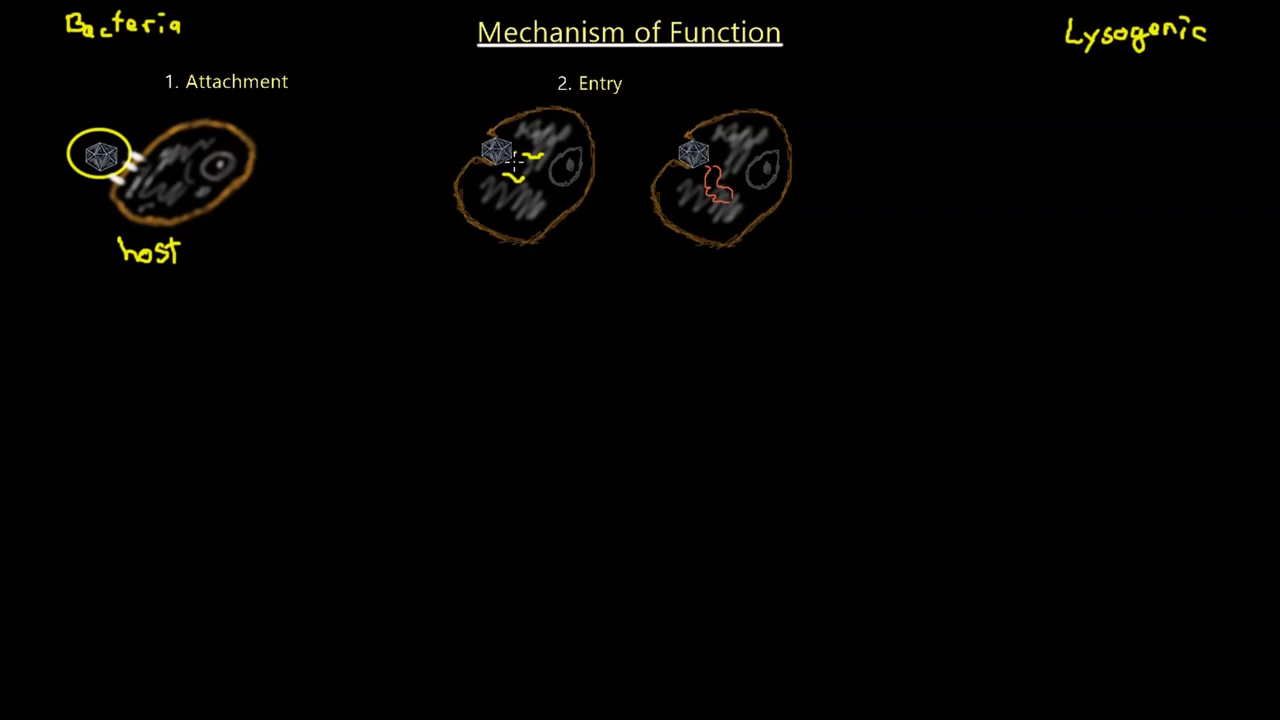 Bacteria
Mechanism of Function
Lysogenic
1. Attachment
2. Entry
host